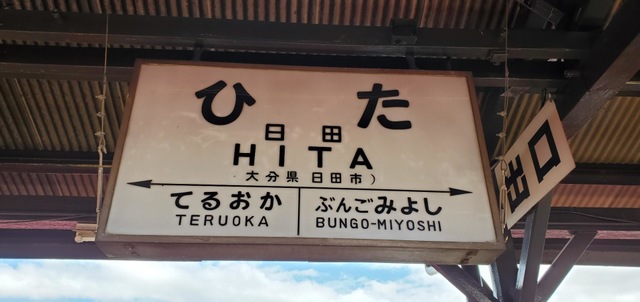 ひた
日田
HITA
大分県 日田市）
てるおか
TERUOKA
ぶんごみよし
BUNGO-MIYOSHI
出口